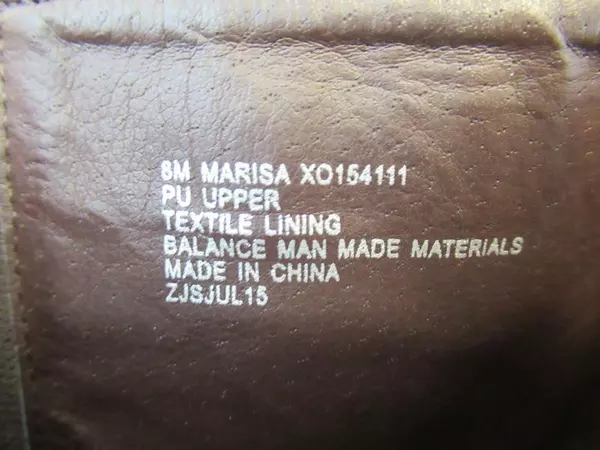 8M MARISA XO154111
PU UPPER
TEXTILE LINING
BALANCE MAN MADE MATERIALS
MADE IN CHINA
ZJSJUL15